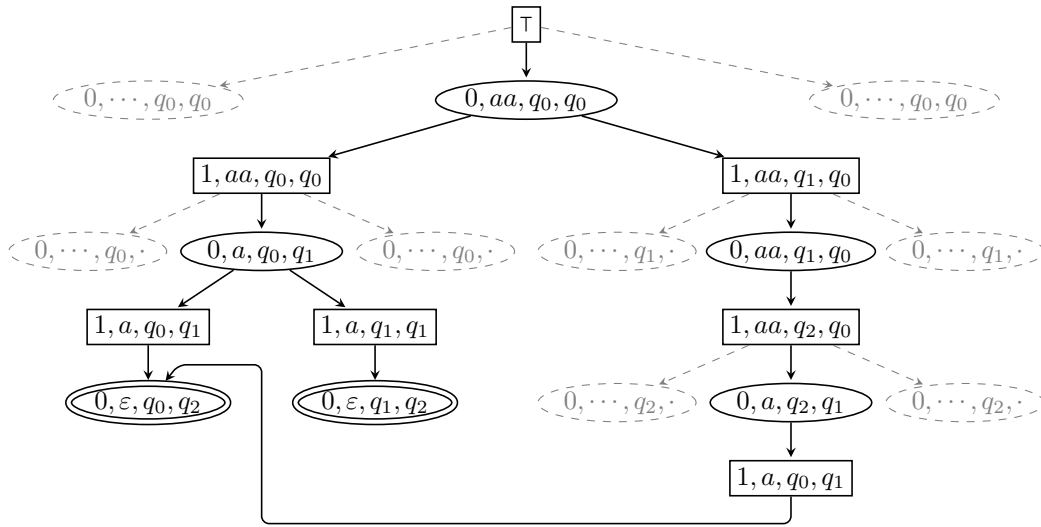 ⊤
0, ⋯, q₀, q₀ 0, aa, q₀, q₀ 0, ⋯, q₀, q₀
1, aa, q₀, q₀ 1, aa, q₁, q₀
0, ⋯, q₀, · 0, a, q₀, q₁ 0, ⋯, q₀, · 0, ⋯, q₁, · 0, aa, q₁, q₀ 0, ⋯, q₁, ·
1, a, q₀, q₁ 1, a, q₁, q₁ 1, aa, q₂, q₀
0, ε, q₀, q₂ 0, ε, q₁, q₂ 0, ⋯, q₂, · 0, a, q₂, q₁ 0, ⋯, q₂, ·
1, a, q₀, q₁